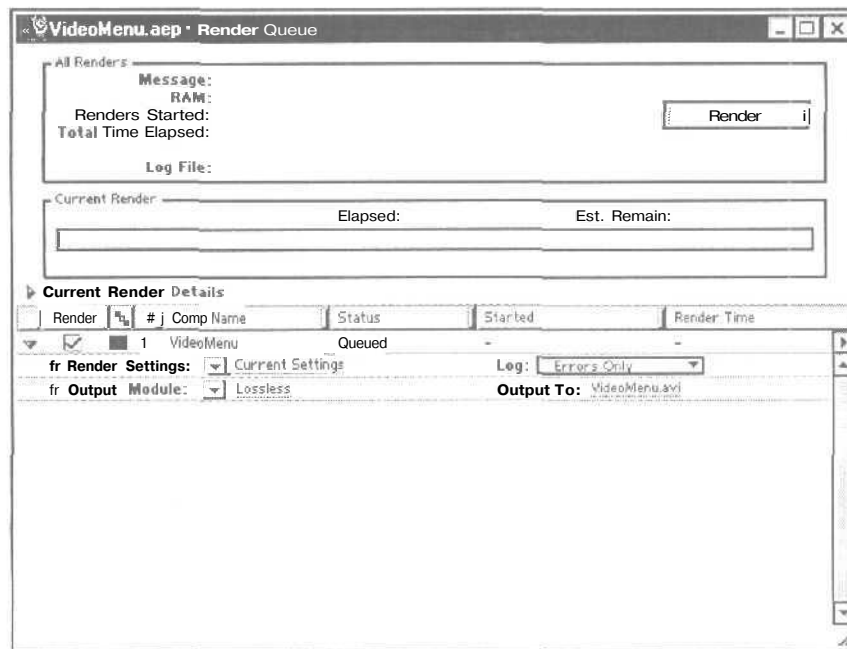 «VideoMenu.aep · Render Queue
All Renders
Message:
RAM:
Renders Started:
Render i
Total Time Elapsed:
Log File:
Current Render
Elapsed: Est. Remain:
Current Render Details
Render # j Comp Name Status Started Render Time
1 VideoMenu Queued - -
fr Render Settings: Current Settings Log: Errors Only
fr Output Module: Lossless Output To: VideoMenu.avi